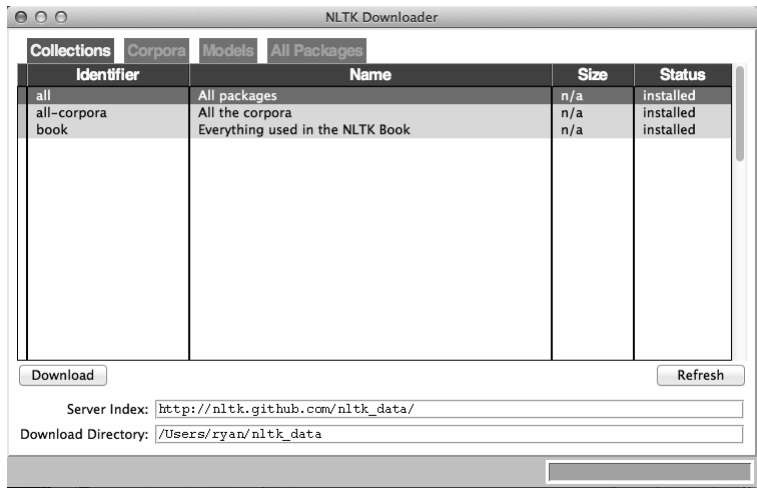 NLTK Downloader
Collections Corpora Models All Packages
Identifier Name Size Status
all All packages n/a installed
all-corpora All the corpora n/a installed
book Everything used in the NLTK Book n/a installed
Download Refresh
Server Index: http://nltk.github.com/nltk_data/
Download Directory: /Users/ryan/nltk_data